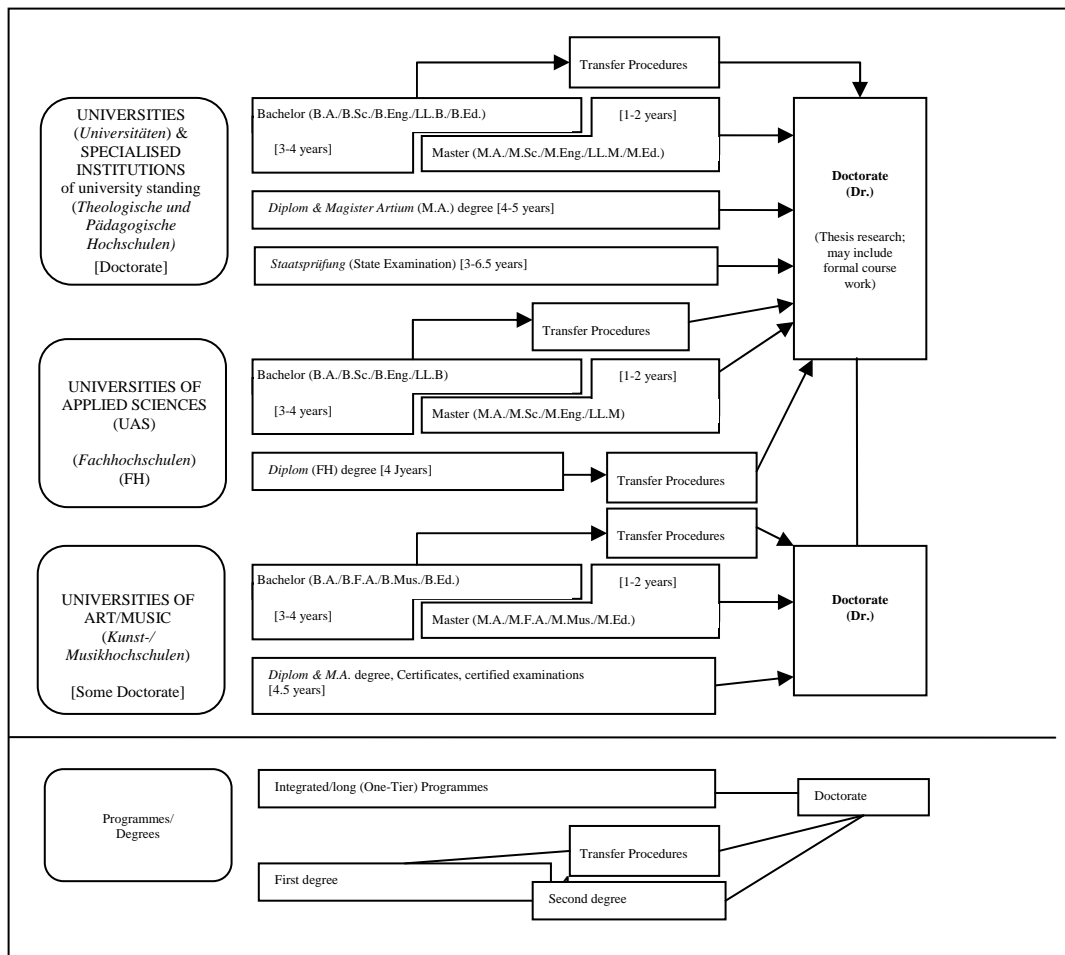 Transfer Procedures
UNIVERSITIES
(Universitäten) &
SPECIALISED
INSTITUTIONS
of university standing
(Theologische und
Pädagogische
Hochschulen)
[Doctorate]
Bachelor (B.A./B.Sc./B.Eng./LL.B./B.Ed.)
[3-4 years]
[1-2 years]
Master (M.A./M.Sc./M.Eng./LL.M./M.Ed.)
Diplom & Magister Artium (M.A.) degree [4-5 years]
Staatsprüfung (State Examination) [3-6.5 years]
Doctorate
(Dr.)
(Thesis research;
may include
formal course
work)
Transfer Procedures
UNIVERSITIES OF
APPLIED SCIENCES
(UAS)
(Fachhochschulen)
(FH)
Bachelor (B.A./B.Sc./B.Eng./LL.B)
[3-4 years]
[1-2 years]
Master (M.A./M.Sc./M.Eng./LL.M)
Diplom (FH) degree [4 Jyears]
Transfer Procedures
Transfer Procedures
UNIVERSITIES OF
ART/MUSIC
(Kunst-/
Musikhochschulen)
[Some Doctorate]
Bachelor (B.A./B.F.A./B.Mus./B.Ed.)
[3-4 years]
[1-2 years]
Master (M.A./M.F.A./M.Mus./M.Ed.)
Diplom & M.A. degree, Certificates, certified examinations
[4.5 years]
Doctorate
(Dr.)
Programmes/
Degrees
Integrated/long (One-Tier) Programmes
Doctorate
Transfer Procedures
First degree
Second degree